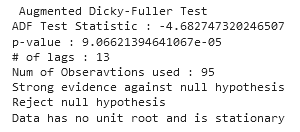 Augmented Dicky-Fuller Test
ADF Test Statistic : -4.682747320246507
p-value : 9.06621394641067e-05
# of lags : 13
Num of Obseravtions used : 95
Strong evidence against null hypothesis
Reject null hypothesis
Data has no unit root and is stationary